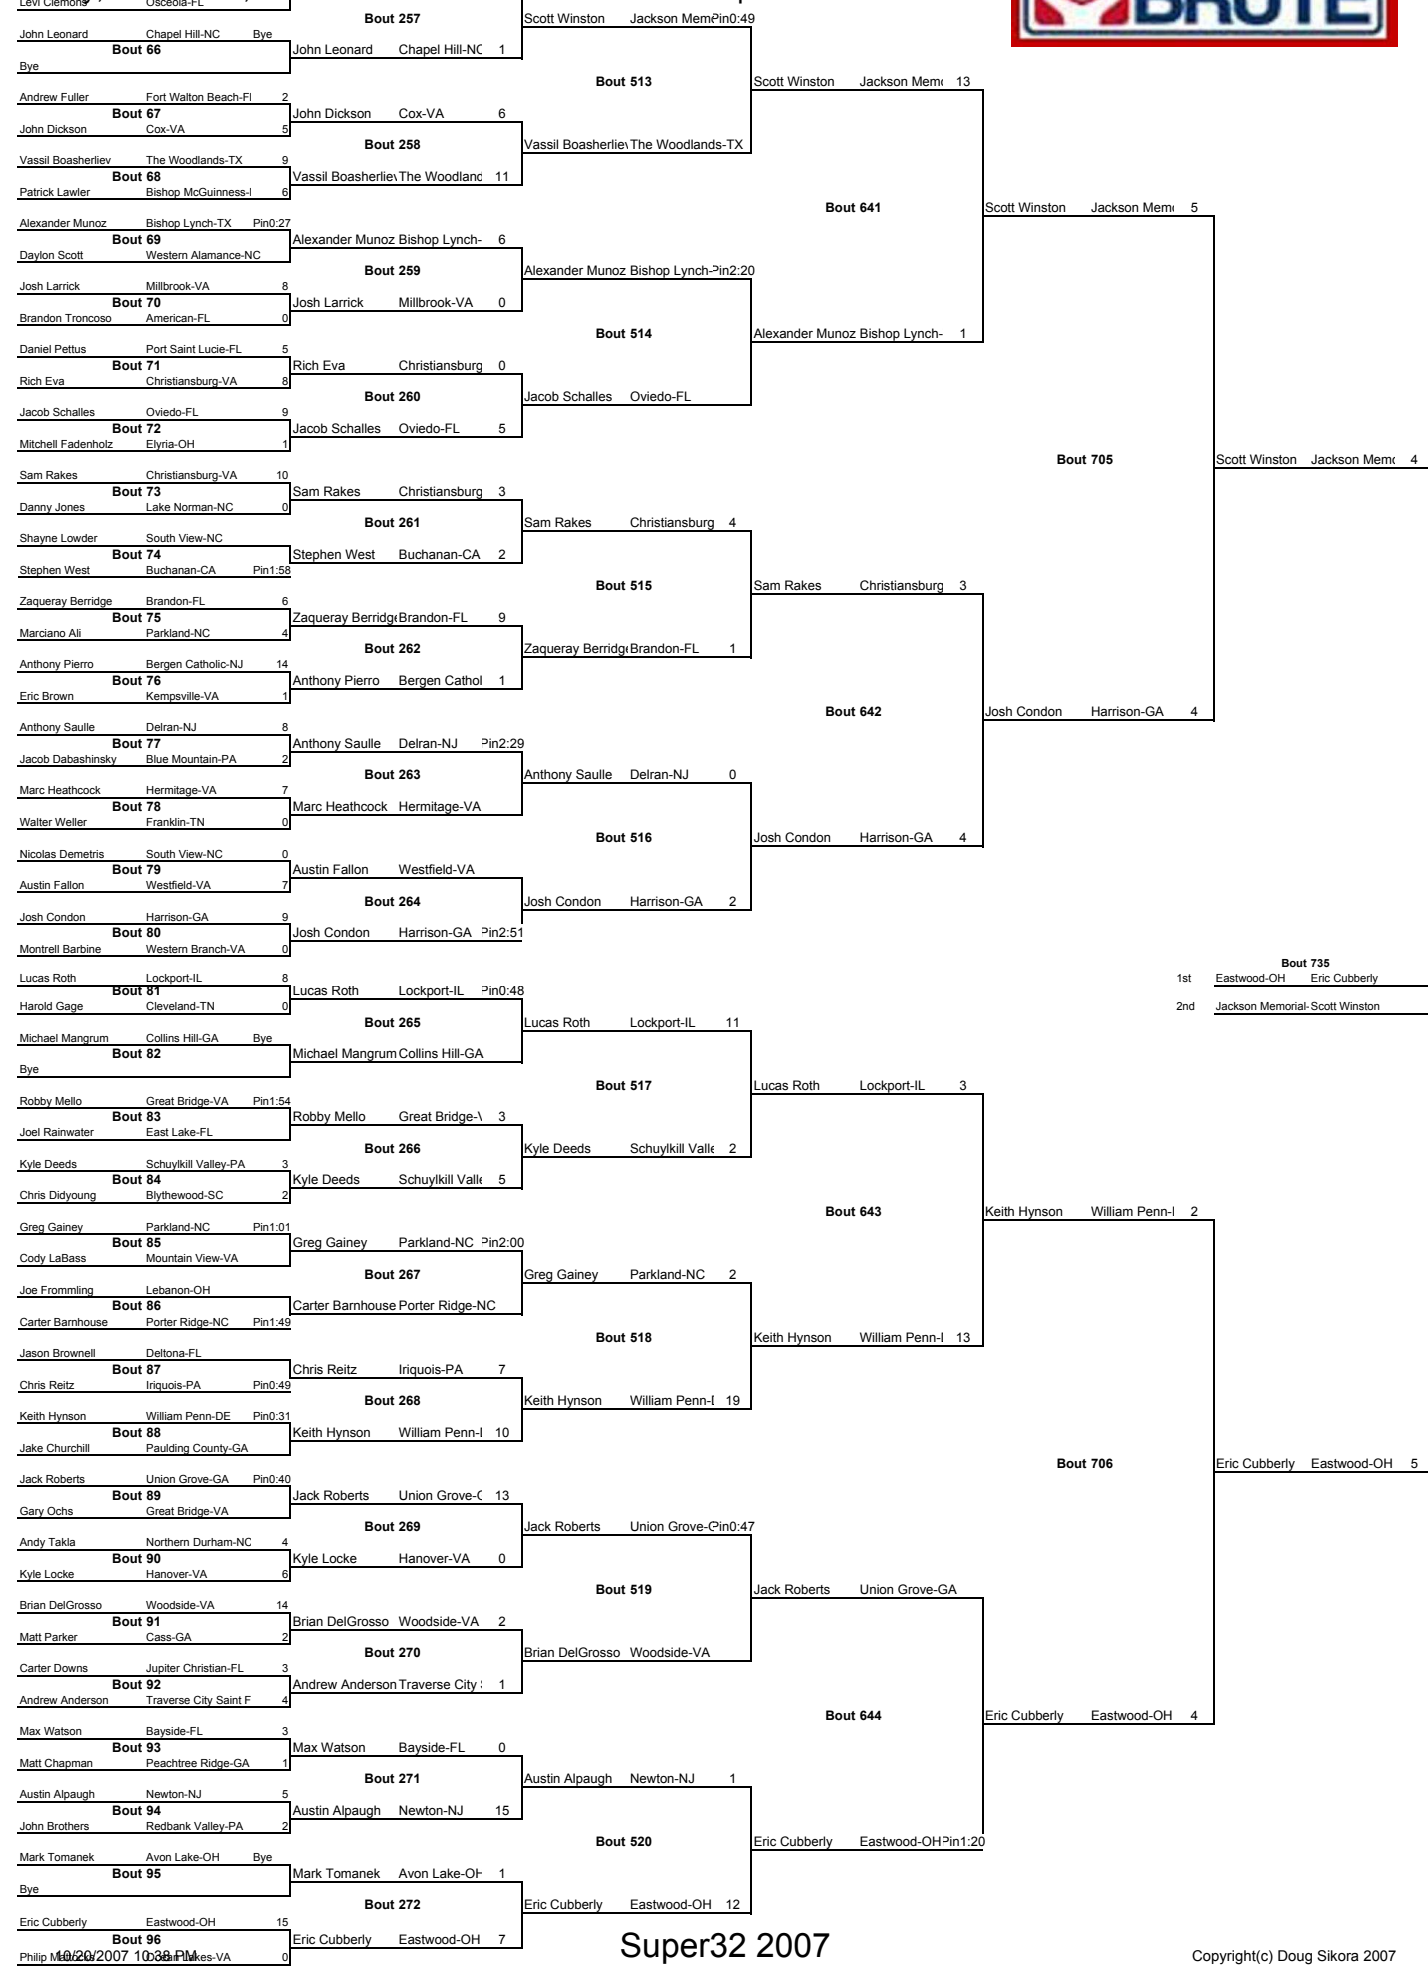 Levi Clemons Osceola-FL
Bout 257 Scott Winston Jackson Mem Pin0:49
BRUTE
John Leonard Chapel Hill-NC Bye
Bout 66 John Leonard Chapel Hill-NC 1
Bye
Bout 513 Scott Winston Jackson Memo 13
Andrew Fuller Fort Walton Beach-Fl 2
Bout 67 John Dickson Cox-VA 6
John Dickson Cox-VA 5
Bout 258 Vassil Boasherliev The Woodlands-TX
Vassil Boasherliev The Woodlands-TX 9
Bout 68 Vassil Boasherliev The Woodland 11
Patrick Lawler Bishop McGuinness- 6
Bout 641 Scott Winston Jackson Memo 5
Alexander Munoz Bishop Lynch-TX Pin0:27
Bout 69 Alexander Munoz Bishop Lynch- 6
Daylon Scott Western Alamance-NC
Bout 259 Alexander Munoz Bishop Lynch- Pin2:20
Josh Larrick Millbrook-VA 8
Bout 70 Josh Larrick Millbrook-VA 0
Brandon Troncoso American-FL 0
Bout 514 Alexander Munoz Bishop Lynch- 1
Daniel Pettus Port Saint Lucie-FL 5
Bout 71 Rich Eva Christiansburg 0
Rich Eva Christiansburg-VA 8
Bout 260 Jacob Schalles Oviedo-FL
Jacob Schalles Oviedo-FL 9
Bout 72 Jacob Schalles Oviedo-FL 5
Mitchell Fadenholz Elyria-OH 1
Bout 705 Scott Winston Jackson Memo 4
Sam Rakes Christiansburg-VA 10
Bout 73 Sam Rakes Christiansburg 3
Danny Jones Lake Norman-NC 0
Bout 261 Sam Rakes Christiansburg 4
Shayne Lowder South View-NC
Bout 74 Stephen West Buchanan-CA 2
Stephen West Buchanan-CA Pin1:58
Bout 515 Sam Rakes Christiansburg 3
Zaqueray Berridge Brandon-FL 6
Bout 75 Zaqueray Berridge Brandon-FL 9
Marciano Ali Parkland-NC 4
Bout 262 Zaqueray Berridge Brandon-FL 1
Anthony Pierro Bergen Catholic-NJ 14
Bout 76 Anthony Pierro Bergen Cathol 1
Eric Brown Kempsville-VA 1
Bout 642 Josh Condon Harrison-GA 4
Anthony Saulle Delran-NJ 8
Bout 77 Anthony Saulle Delran-NJ Pin2:29
Jacob Dabashinsky Blue Mountain-PA 2
Bout 263 Anthony Saulle Delran-NJ 0
Marc Heathcock Hermitage-VA 7
Bout 78 Marc Heathcock Hermitage-VA
Walter Weller Franklin-TN 0
Bout 516 Josh Condon Harrison-GA 4
Nicolas Demetris South View-NC 0
Bout 79 Austin Fallon Westfield-VA
Austin Fallon Westfield-VA 7
Bout 264 Josh Condon Harrison-GA 2
Josh Condon Harrison-GA 9
Bout 80 Josh Condon Harrison-GA Pin2:51
Montrell Barbine Western Branch-VA 0
Bout 735
Lucas Roth Lockport-IL 8
1st Eastwood-OH Eric Cubberly
Bout 81 Lucas Roth Lockport-IL Pin0:48
Harold Gage Cleveland-TN 0
2nd Jackson Memorial- Scott Winston
Bout 265 Lucas Roth Lockport-IL 11
Michael Mangrum Collins Hill-GA Bye
Bout 82 Michael Mangrum Collins Hill-GA
Bye
Bout 517 Lucas Roth Lockport-IL 3
Robby Mello Great Bridge-VA Pin1:54
Bout 83 Robby Mello Great Bridge-V 3
Joel Rainwater East Lake-FL
Bout 266 Kyle Deeds Schuylkill Valle 2
Kyle Deeds Schuylkill Valley-PA 3
Bout 84 Kyle Deeds Schuylkill Valle 5
Chris Didyoung Blythewood-SC 2
Bout 643 Keith Hynson William Penn- 2
Greg Gainey Parkland-NC Pin1:01
Bout 85 Greg Gainey Parkland-NC Pin2:00
Cody LaBass Mountain View-VA
Bout 267 Greg Gainey Parkland-NC 2
Joe Frommling Lebanon-OH
Bout 86 Carter Barnhouse Porter Ridge-NC
Carter Barnhouse Porter Ridge-NC Pin1:49
Bout 518 Keith Hynson William Penn- 13
Jason Brownell Deltona-FL
Bout 87 Chris Reitz Iriquois-PA 7
Chris Reitz Iriquois-PA Pin0:49
Bout 268 Keith Hynson William Penn- 19
Keith Hynson William Penn-DE Pin0:31
Bout 88 Keith Hynson William Penn- 10
Jake Churchill Paulding County-GA
Bout 706 Eric Cubberly Eastwood-OH 5
Jack Roberts Union Grove-GA Pin0:40
Bout 89 Jack Roberts Union Grove-G 13
Gary Ochs Great Bridge-VA
Bout 269 Jack Roberts Union Grove-G Pin0:47
Andy Takla Northern Durham-NC 4
Bout 90 Kyle Locke Hanover-VA 0
Kyle Locke Hanover-VA 6
Bout 519 Jack Roberts Union Grove-GA
Brian DelGrosso Woodside-VA 14
Bout 91 Brian DelGrosso Woodside-VA 2
Matt Parker Cass-GA 2
Bout 270 Brian DelGrosso Woodside-VA
Carter Downs Jupiter Christian-FL 3
Bout 92 Andrew Anderson Traverse City 1
Andrew Anderson Traverse City Saint F 4
Bout 644 Eric Cubberly Eastwood-OH 4
Max Watson Bayside-FL 3
Bout 93 Max Watson Bayside-FL 0
Matt Chapman Peachtree Ridge-GA 1
Bout 271 Austin Alpaugh Newton-NJ 1
Austin Alpaugh Newton-NJ 5
Bout 94 Austin Alpaugh Newton-NJ 15
John Brothers Redbank Valley-PA 2
Bout 520 Eric Cubberly Eastwood-OH Pin1:20
Mark Tomanek Avon Lake-OH Bye
Bout 95 Mark Tomanek Avon Lake-OH 1
Bye
Bout 272 Eric Cubberly Eastwood-OH 12
Eric Cubberly Eastwood-OH 15
Bout 96 Eric Cubberly Eastwood-OH 7
Philip Mattocks Ocean Lakes-VA 0
10/20/2007 10:38 PM
Super32 2007
Copyright(c) Doug Sikora 2007